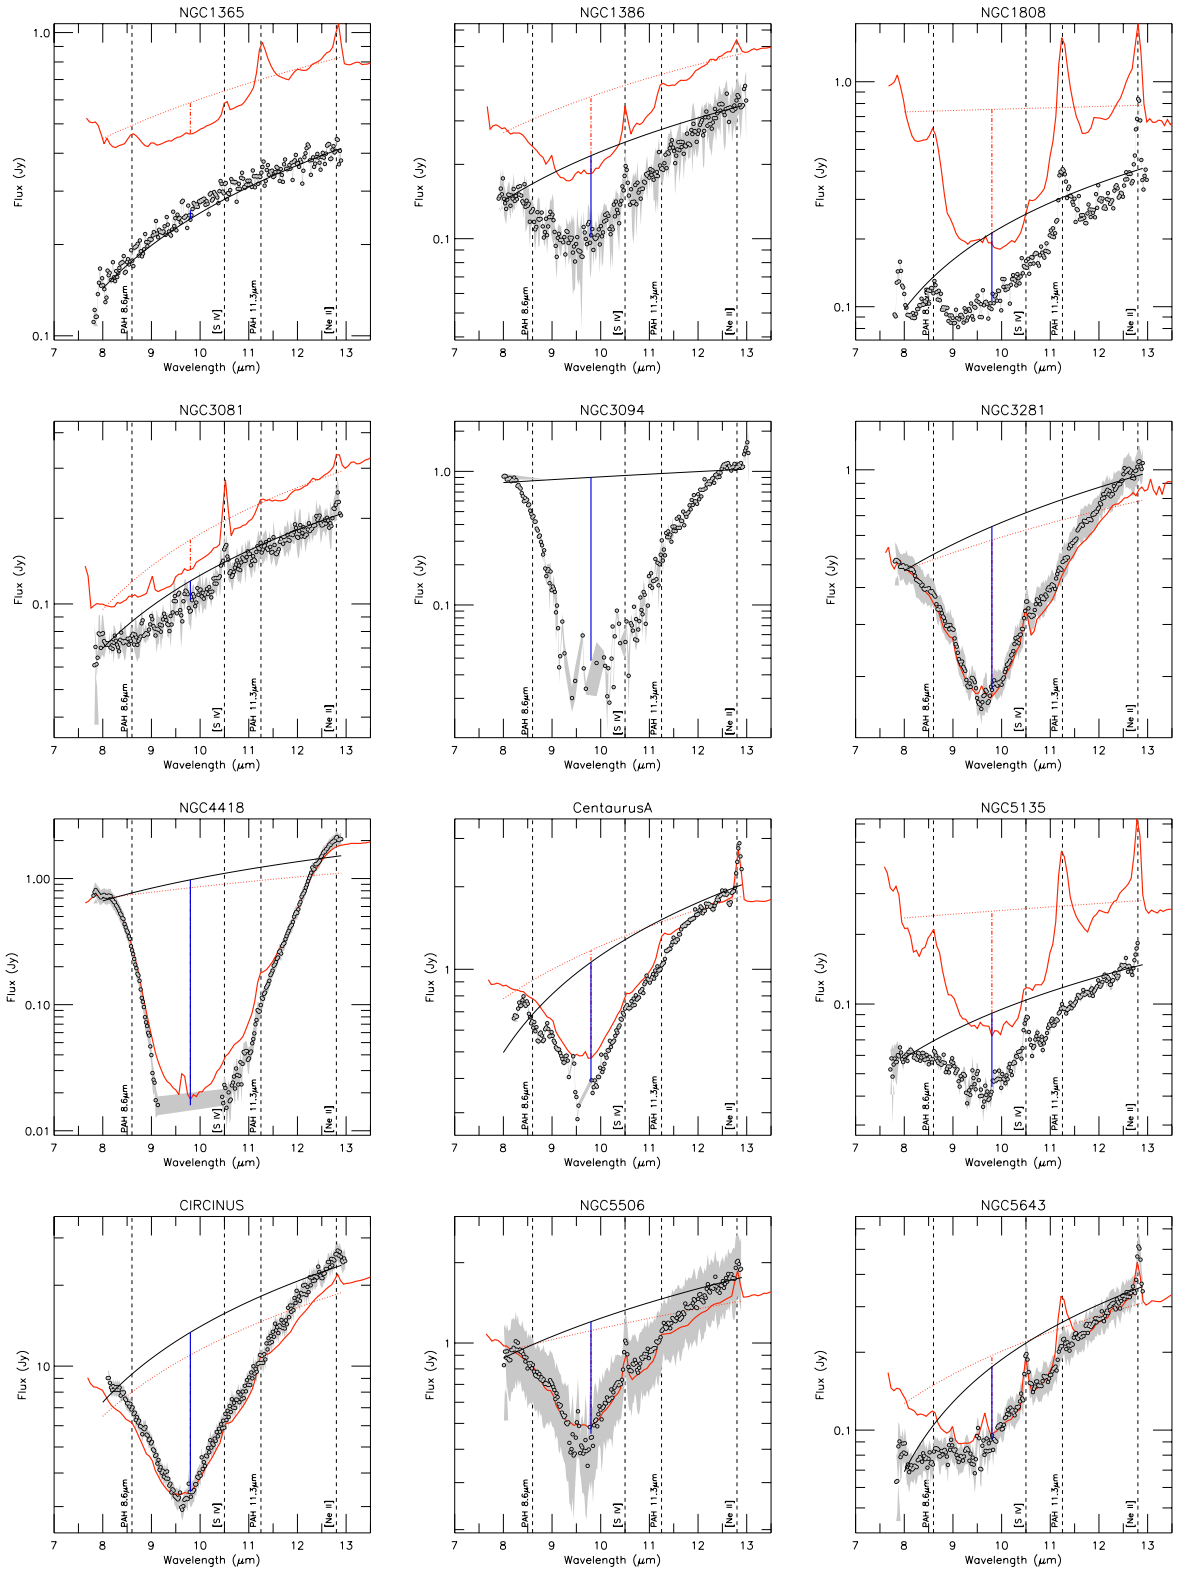 NGC1365
1.0
0.1
Flux (Jy)
PAH 8.6μm
[S IV]
PAH 11.3μm
[Ne II]
7 8 9 10 11 12 13
Wavelength (μm)
NGC1386
0.1
Flux (Jy)
PAH 8.6μm
[S IV]
PAH 11.3μm
[Ne II]
7 8 9 10 11 12 13
Wavelength (μm)
NGC1808
1.0
0.1
Flux (Jy)
PAH 8.6μm
[S IV]
PAH 11.3μm
[Ne II]
7 8 9 10 11 12 13
Wavelength (μm)
NGC3081
0.1
Flux (Jy)
PAH 8.6μm
[S IV]
PAH 11.3μm
[Ne II]
7 8 9 10 11 12 13
Wavelength (μm)
NGC3094
1.0
0.1
Flux (Jy)
PAH 8.6μm
[S IV]
PAH 11.3μm
[Ne II]
7 8 9 10 11 12 13
Wavelength (μm)
NGC3281
1
Flux (Jy)
PAH 8.6μm
[S IV]
PAH 11.3μm
[Ne II]
7 8 9 10 11 12 13
Wavelength (μm)
NGC4418
1.00
0.10
0.01
Flux (Jy)
PAH 8.6μm
[S IV]
PAH 11.3μm
[Ne II]
7 8 9 10 11 12 13
Wavelength (μm)
CentaurusA
1
Flux (Jy)
PAH 8.6μm
[S IV]
PAH 11.3μm
[Ne II]
7 8 9 10 11 12 13
Wavelength (μm)
NGC5135
0.1
Flux (Jy)
PAH 8.6μm
[S IV]
PAH 11.3μm
[Ne II]
7 8 9 10 11 12 13
Wavelength (μm)
CIRCINUS
10
Flux (Jy)
PAH 8.6μm
[S IV]
PAH 11.3μm
[Ne II]
7 8 9 10 11 12 13
Wavelength (μm)
NGC5506
1
Flux (Jy)
PAH 8.6μm
[S IV]
PAH 11.3μm
[Ne II]
7 8 9 10 11 12 13
Wavelength (μm)
NGC5643
0.1
Flux (Jy)
PAH 8.6μm
[S IV]
PAH 11.3μm
[Ne II]
7 8 9 10 11 12 13
Wavelength (μm)